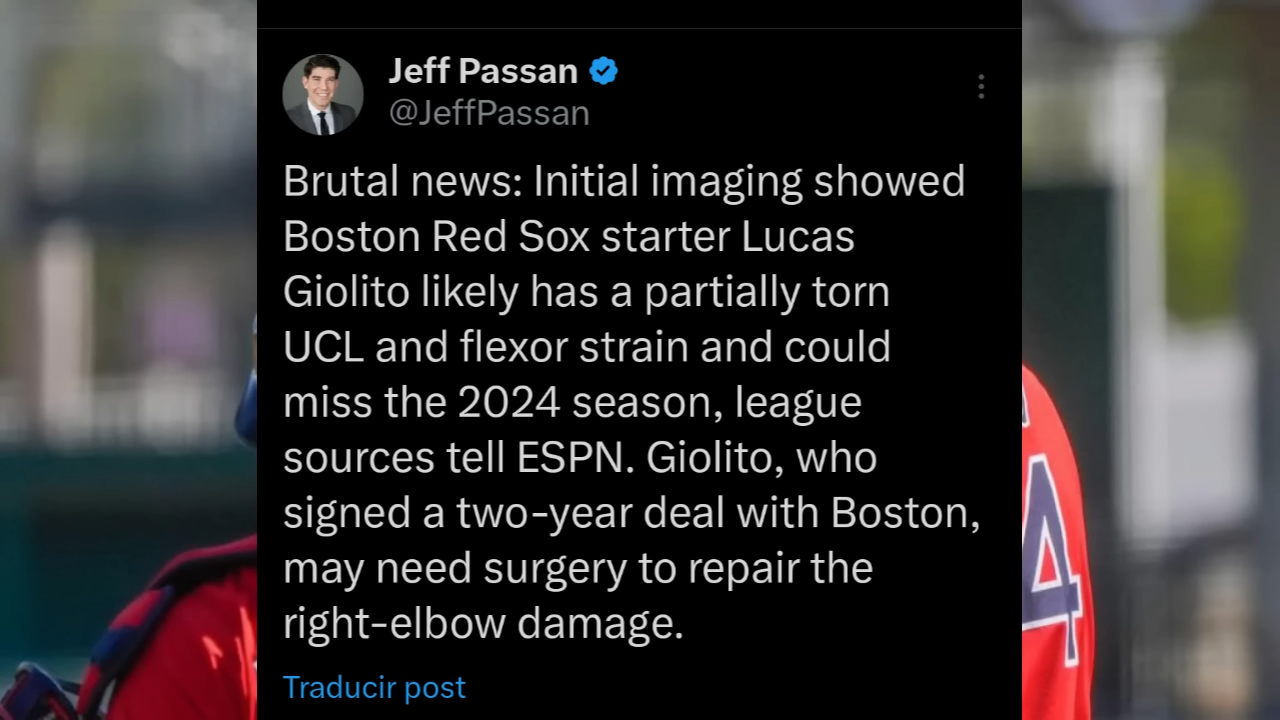 Jeff Passan
@JeffPassan
Brutal news: Initial imaging showed
Boston Red Sox starter Lucas
Giolito likely has a partially torn
UCL and flexor strain and could
miss the 2024 season, league
sources tell ESPN. Giolito, who
signed a two-year deal with Boston,
may need surgery to repair the
right-elbow damage.
Traducir post
4